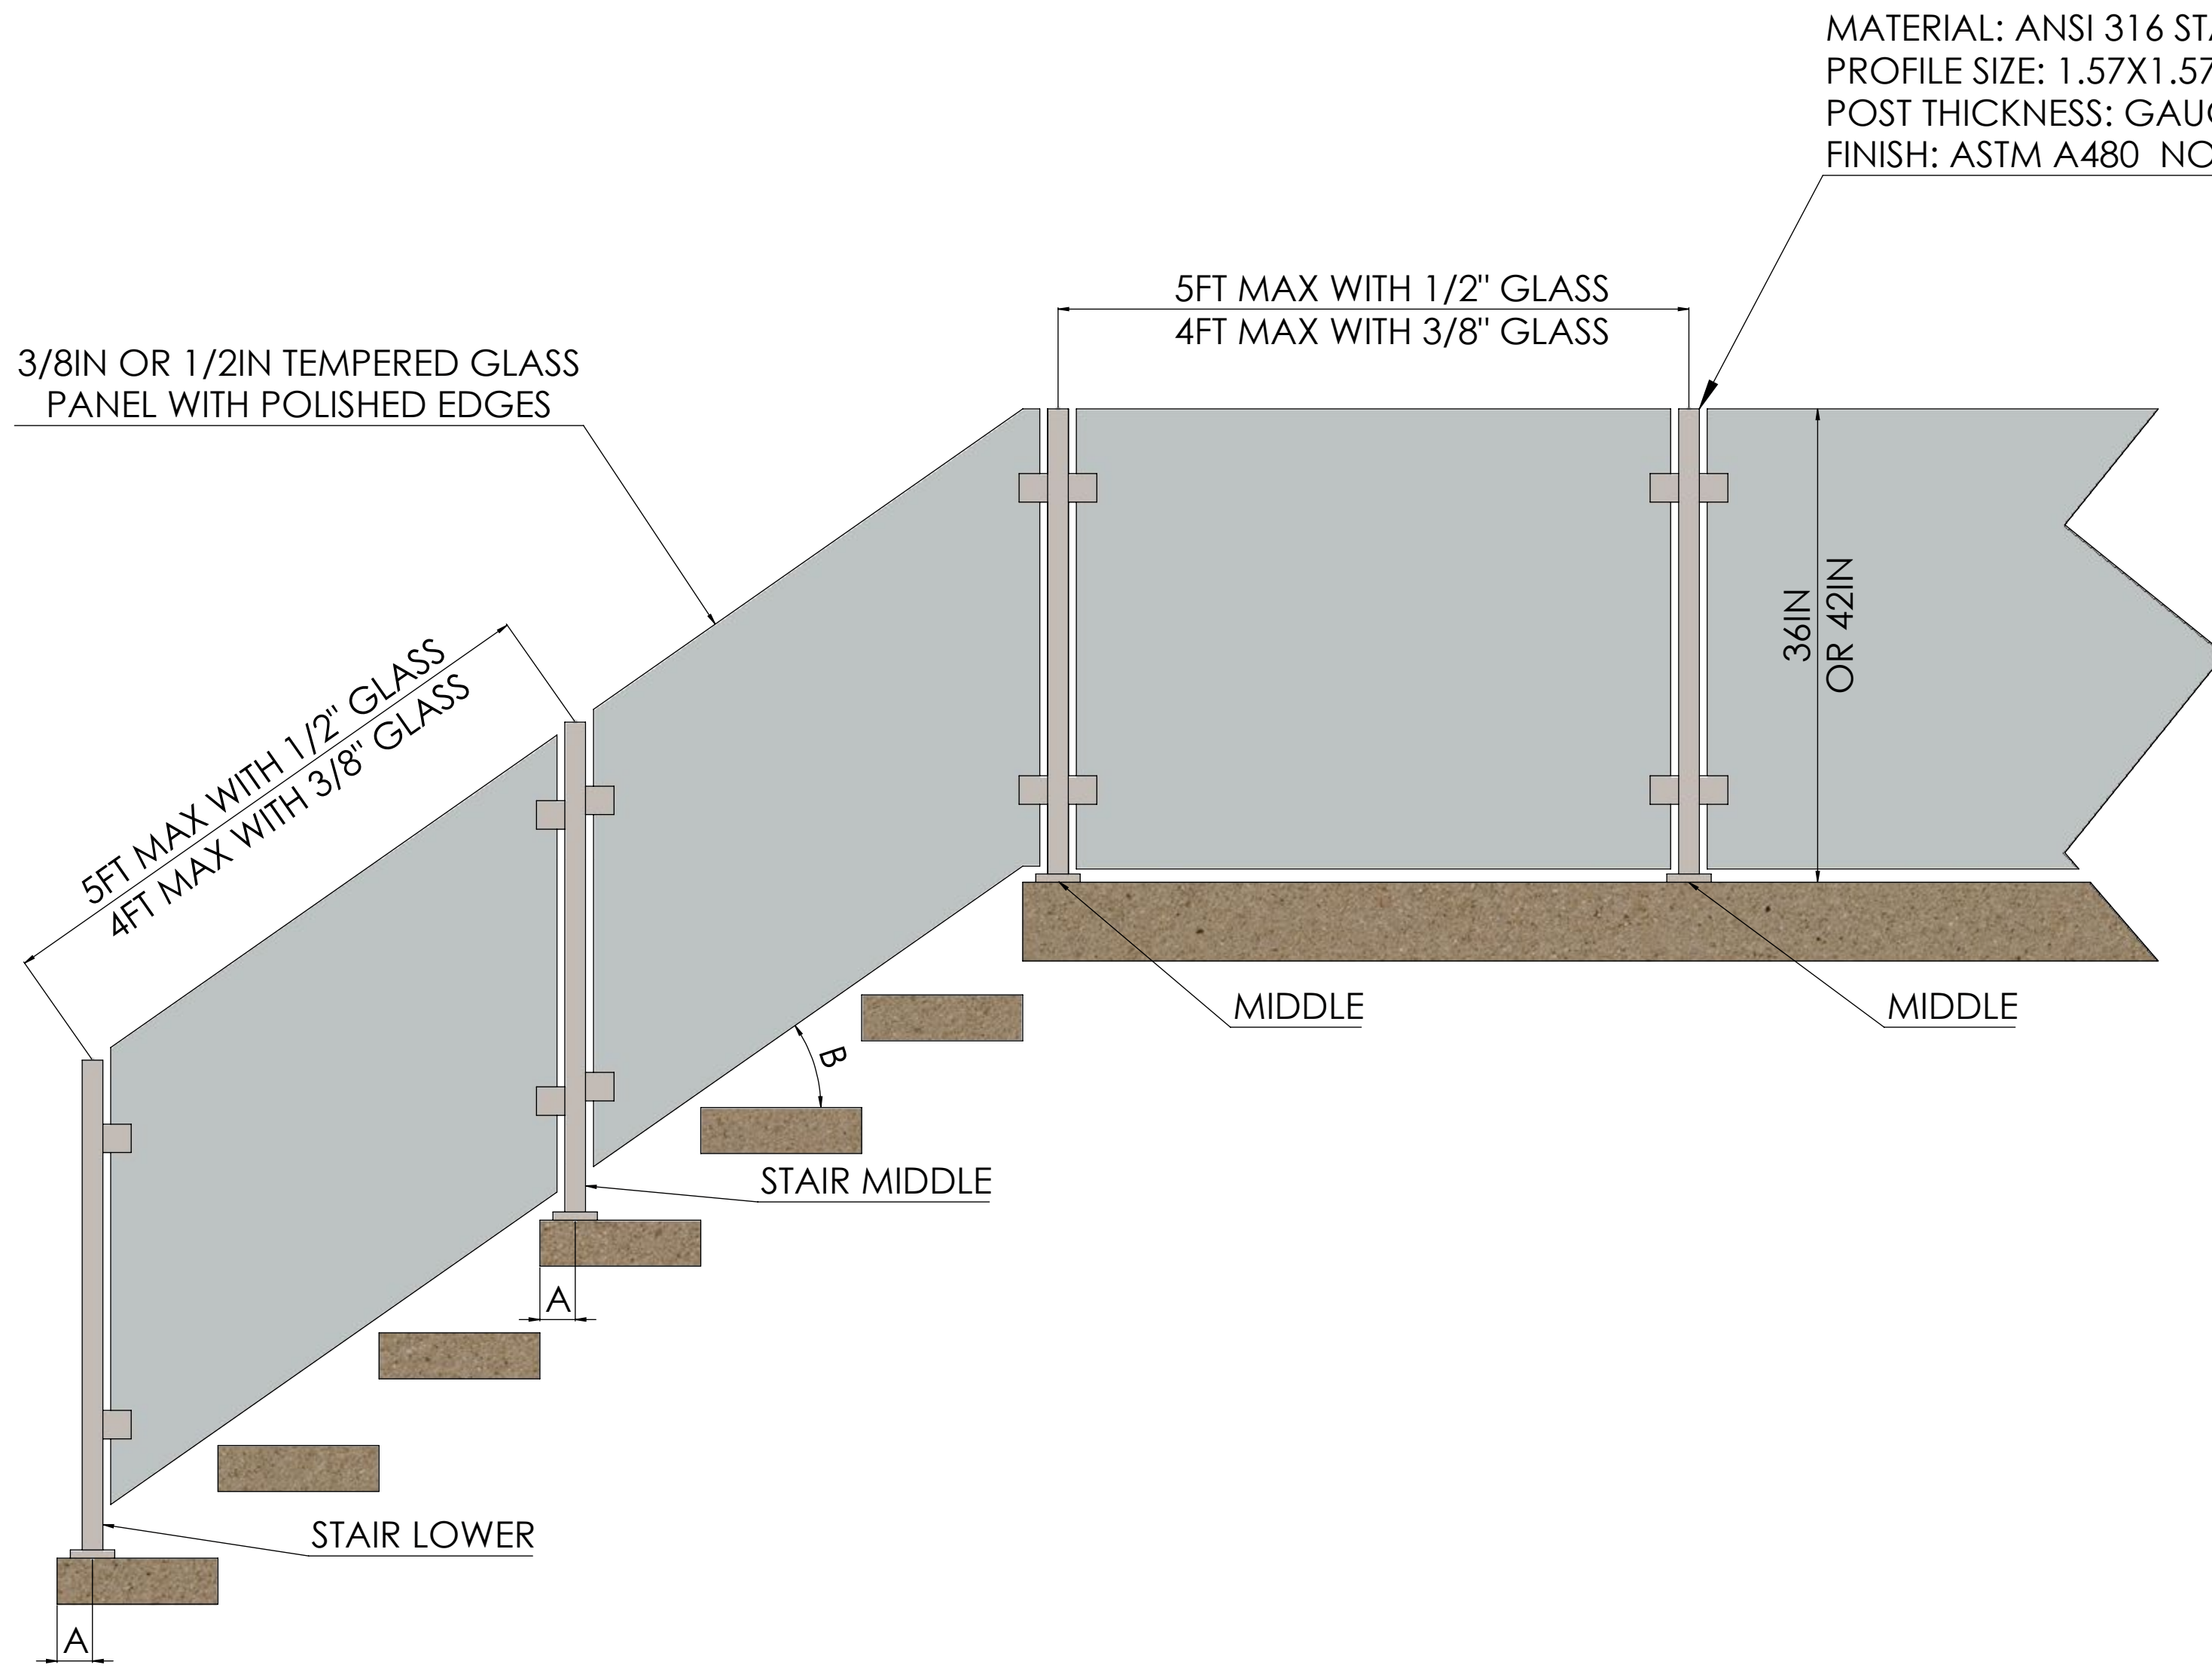 MATERIAL: ANSI 316
PROFILE SIZE: 1.57X1.57
POST THICKNESS:
FINISH: ASTM A480 NO
5FT MAX WITH 1/2" GLASS
4FT MAX WITH 3/8" GLASS
3/8IN OR 1/2IN TEMPERED GLASS
PANEL WITH POLISHED EDGES
36IN
OR 42IN
5FT MAX WITH 1/2" GLASS
4FT MAX WITH 3/8" GLASS
MIDDLE
MIDDLE
B
STAIR MIDDLE
A
STAIR LOWER
A